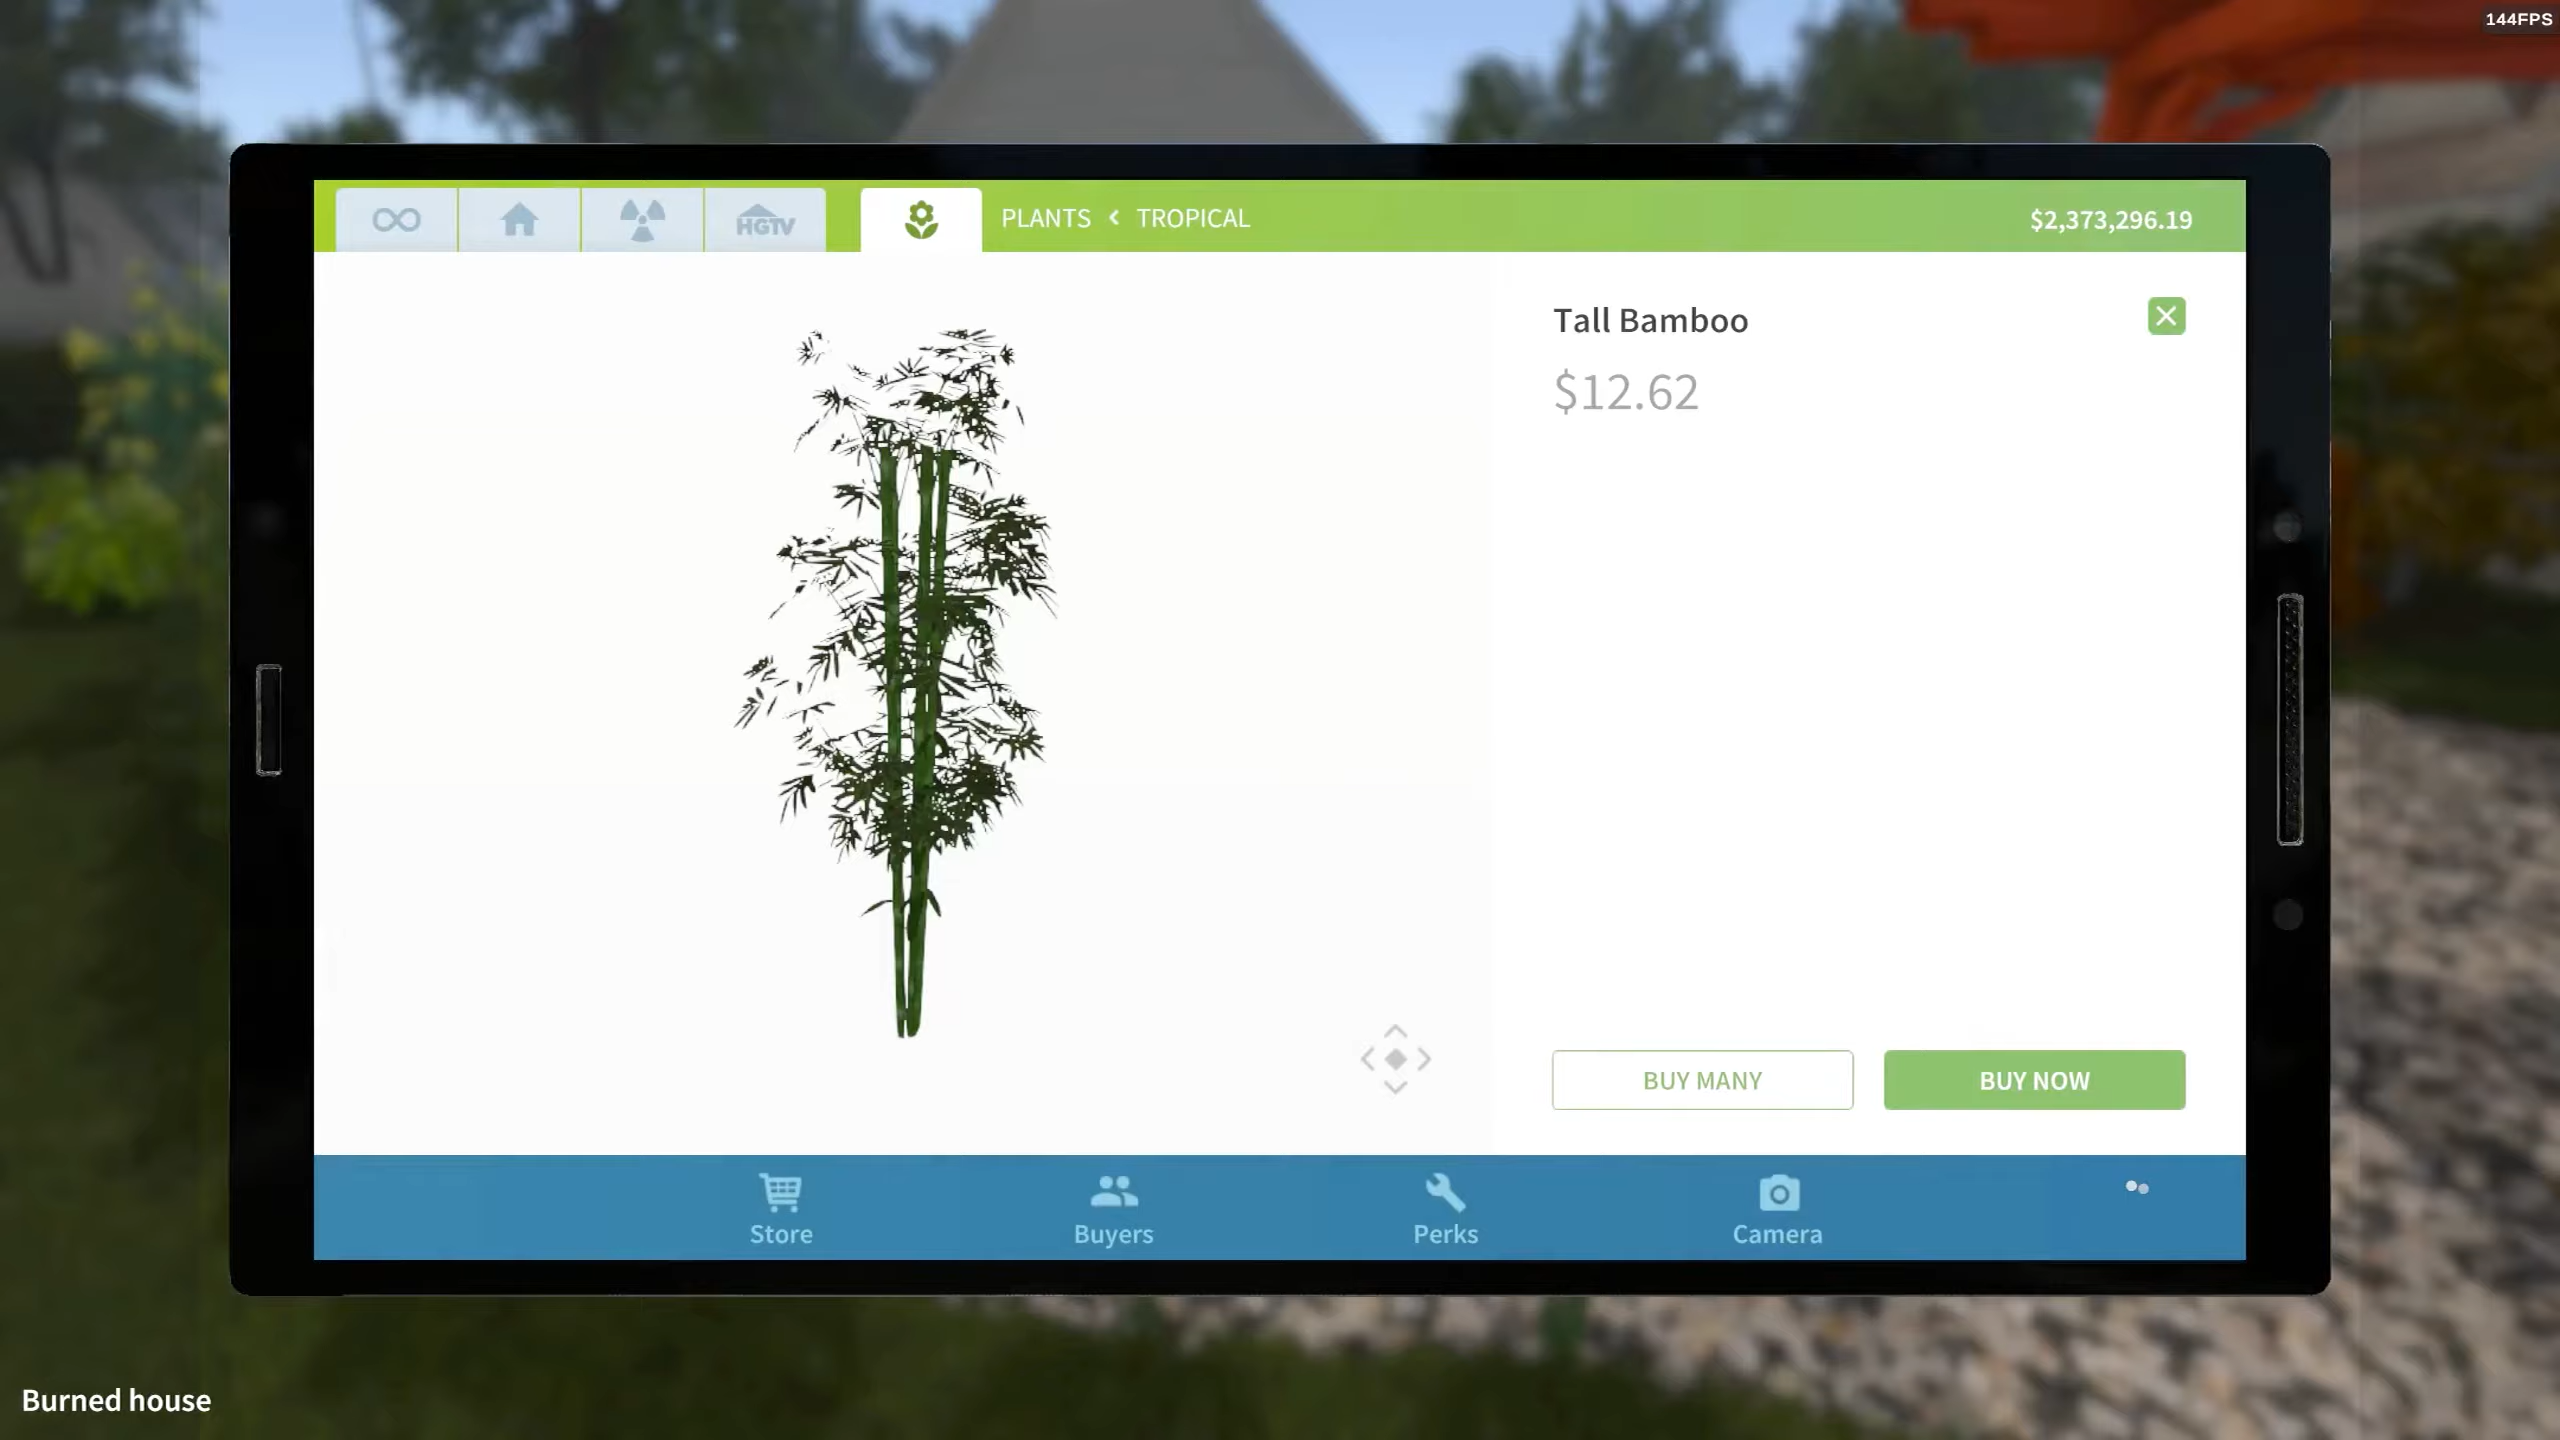 144FPS
HGTV
PLANTS < TROPICAL
$2,373,296.19
Tall Bamboo
$12.62
BUY MANY
BUY NOW
Store
Buyers
Perks
Camera
Burned house